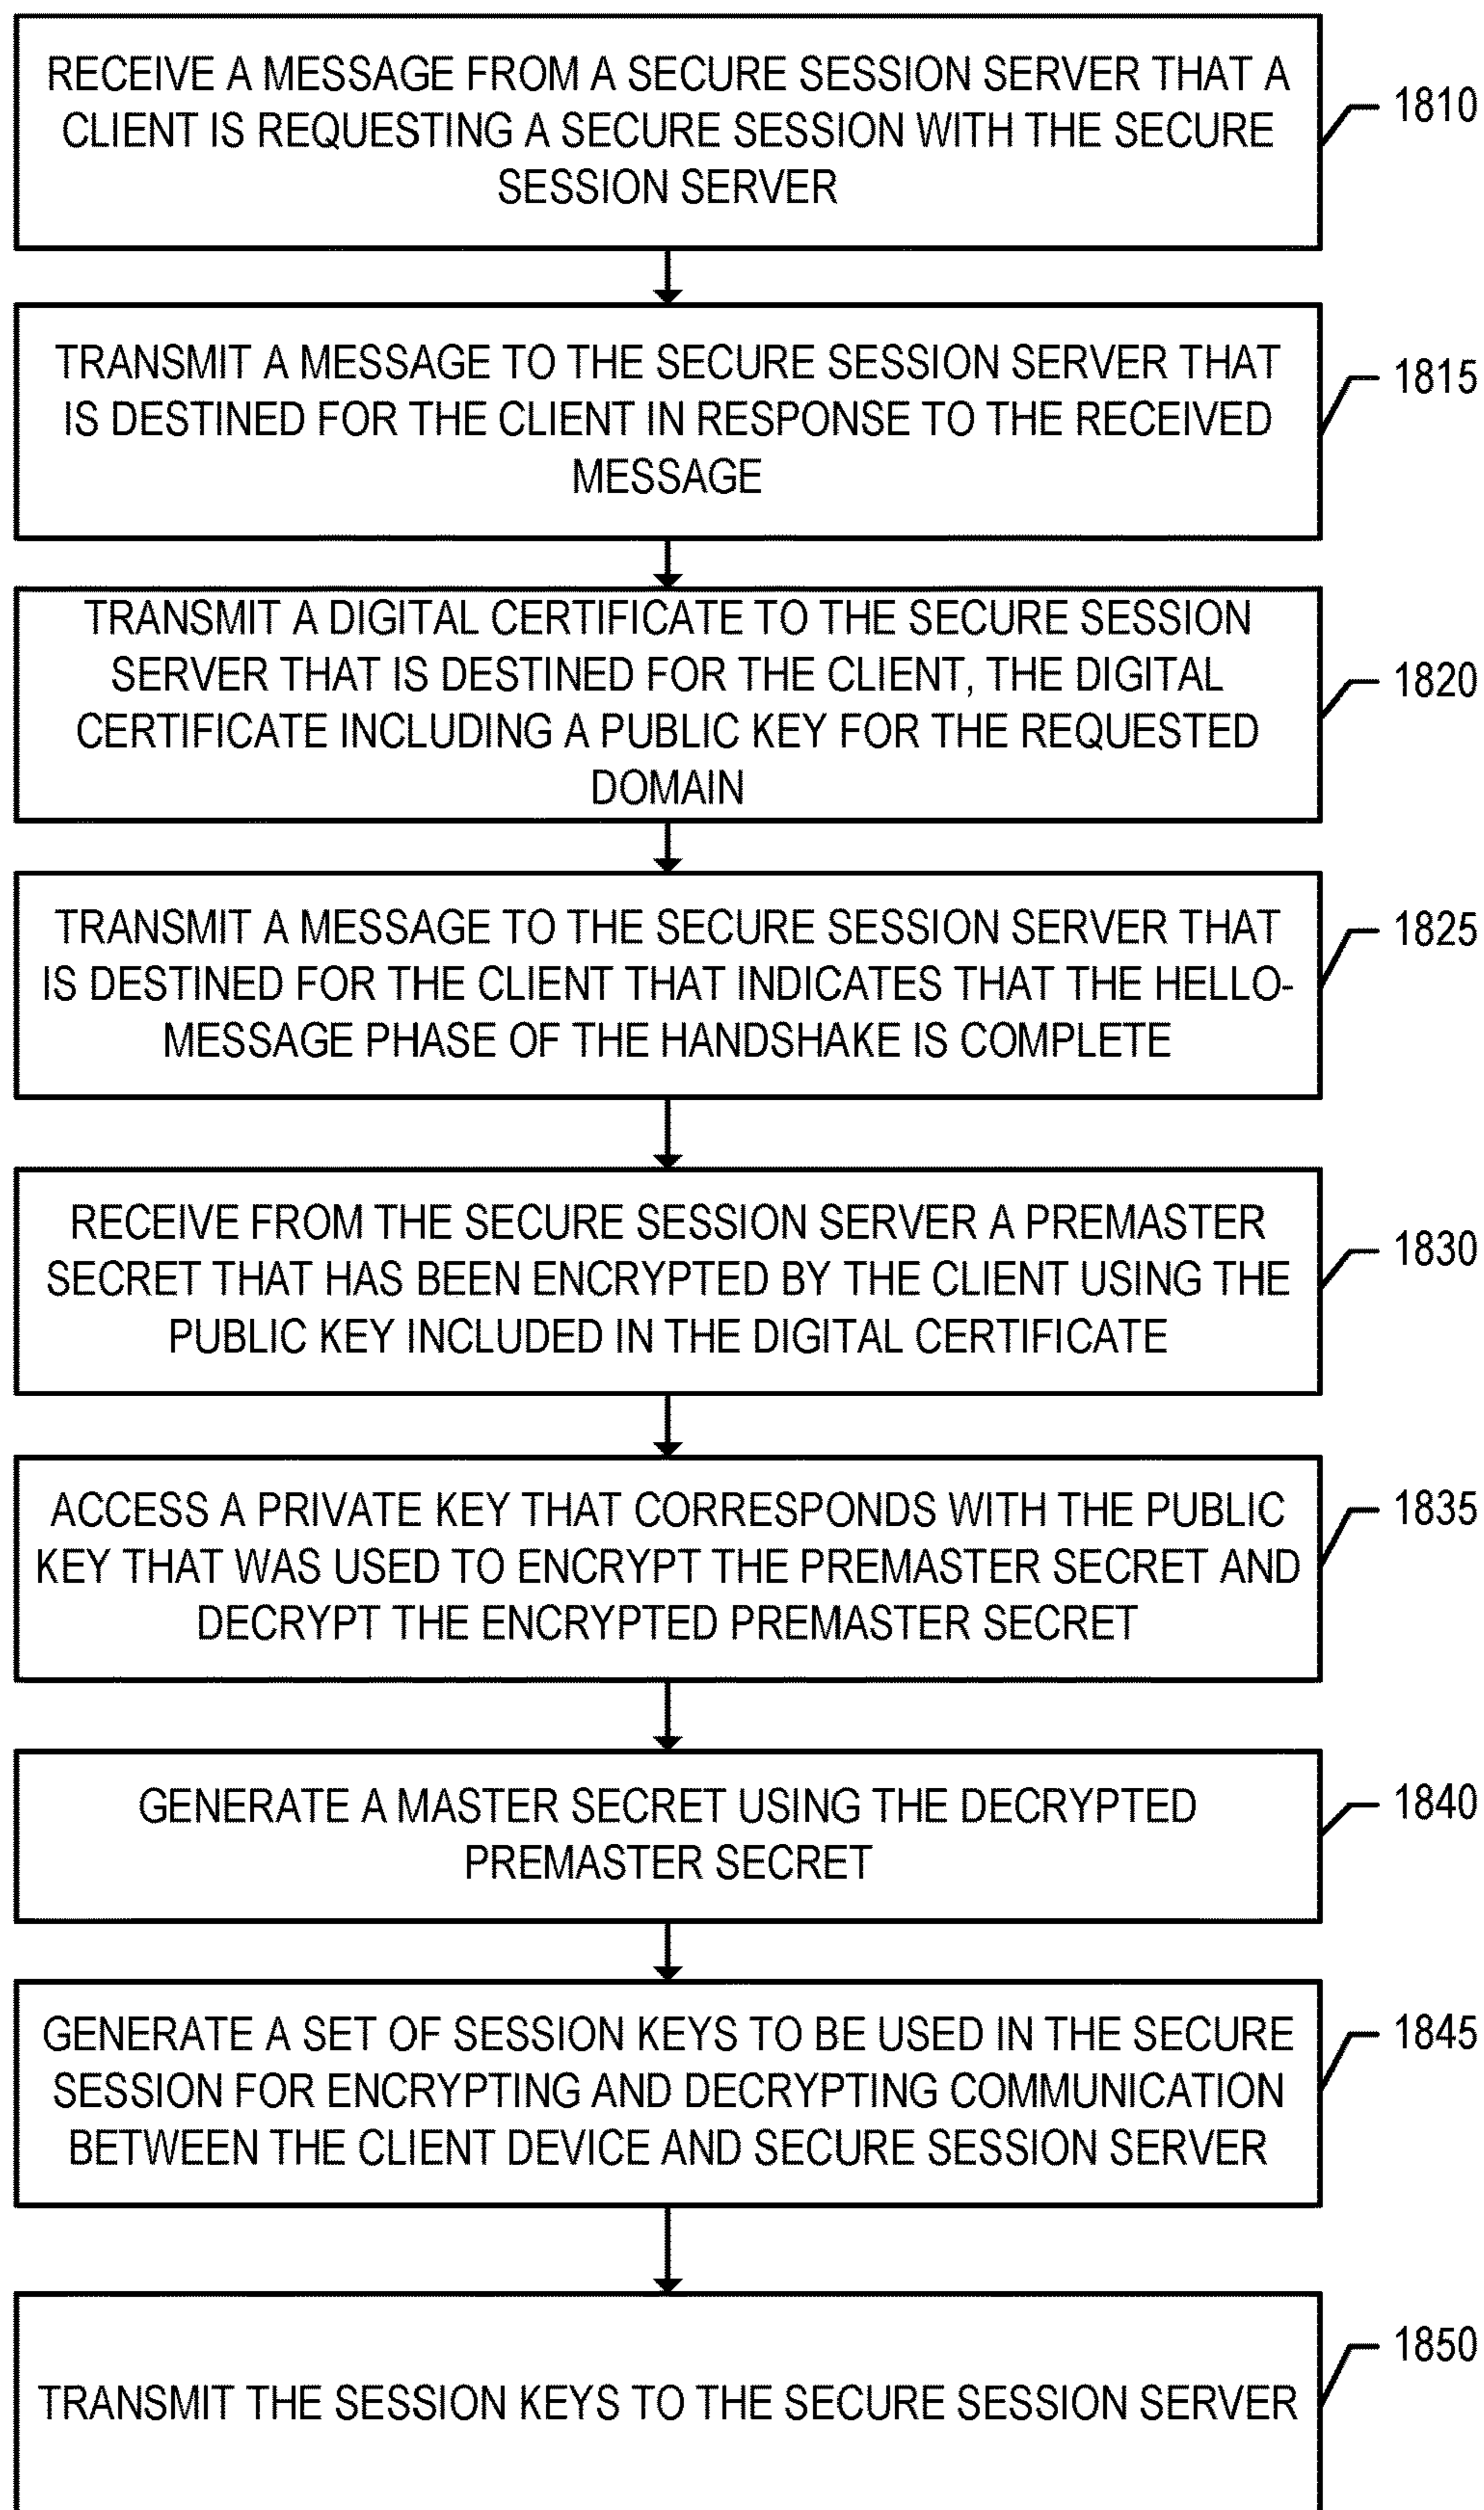 RECEIVE A MESSAGE FROM A SECURE SESSION SERVER THAT A
CLIENT IS REQUESTING A SECURE SESSION WITH THE SECURE
SESSION SERVER
1810
TRANSMIT A MESSAGE TO THE SECURE SESSION SERVER THAT
IS DESTINED FOR THE CLIENT IN RESPONSE TO THE RECEIVED
MESSAGE
1815
TRANSMIT A DIGITAL CERTIFICATE TO THE SECURE SESSION
SERVER THAT IS DESTINED FOR THE CLIENT, THE DIGITAL
CERTIFICATE INCLUDING A PUBLIC KEY FOR THE REQUESTED
DOMAIN
1820
TRANSMIT A MESSAGE TO THE SECURE SESSION SERVER THAT
IS DESTINED FOR THE CLIENT THAT INDICATES THAT THE HELLO-
MESSAGE PHASE OF THE HANDSHAKE IS COMPLETE
1825
RECEIVE FROM THE SECURE SESSION SERVER A PREMASTER
SECRET THAT HAS BEEN ENCRYPTED BY THE CLIENT USING THE
PUBLIC KEY INCLUDED IN THE DIGITAL CERTIFICATE
1830
ACCESS A PRIVATE KEY THAT CORRESPONDS WITH THE PUBLIC
KEY THAT WAS USED TO ENCRYPT THE PREMASTER SECRET AND
DECRYPT THE ENCRYPTED PREMASTER SECRET
1835
GENERATE A MASTER SECRET USING THE DECRYPTED
PREMASTER SECRET
1840
GENERATE A SET OF SESSION KEYS TO BE USED IN THE SECURE
SESSION FOR ENCRYPTING AND DECRYPTING COMMUNICATION
BETWEEN THE CLIENT DEVICE AND SECURE SESSION SERVER
1845
TRANSMIT THE SESSION KEYS TO THE SECURE SESSION SERVER
1850